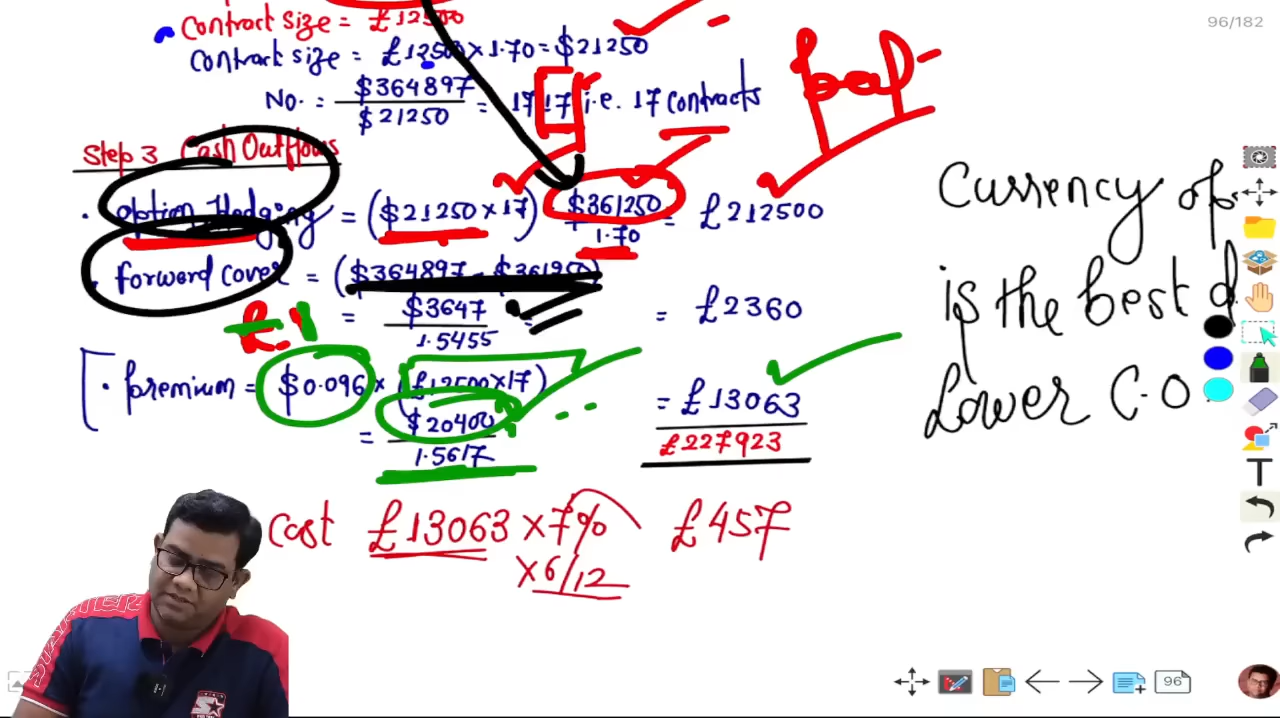 96/182
Contract size = £12500
Contract size = £12500 × 1.70 = $21250
No. = $364897 / $21250 = 17.17 i.e. 17 contracts
Step 3 Cash Outflows
· option Hedging = ($21250 × 17) $361250 / 1.70 = £212500
· forward cover = ($364897 - $361250)
= $3647 / 1.5455 = £2360
· premium = $0.096 × (£12500 × 17) = £13063
= $20400 / 1.5617
£227923
Cost £13063 × 7% £457
× 6/12
Currency op
is the best d
Lower C.O
96